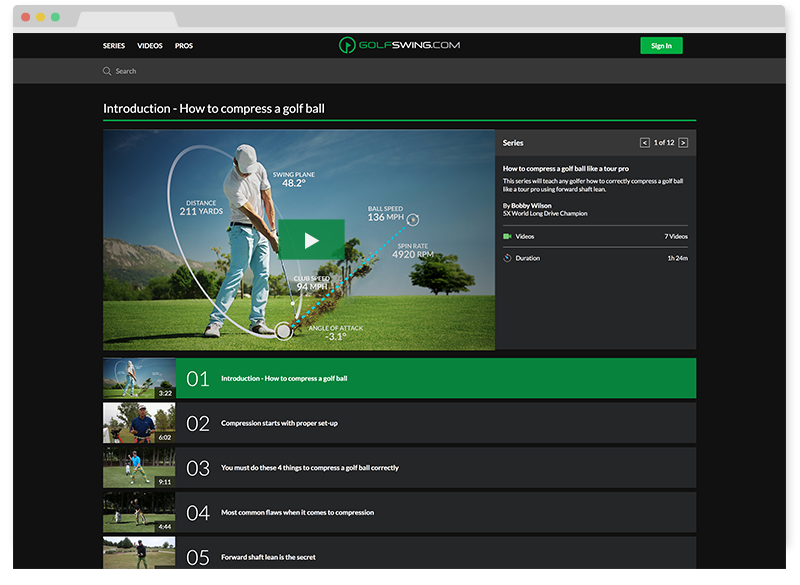 SERIES VIDEOS PROS
GOLFSWING.COM
Sign In
Search
Introduction - How to compress a golf ball
SWING PLANE
48.2°
DISTANCE
211 YARDS
BALL SPEED
136 MPH
SPIN RATE
4920 RPM
CLUB SPEED
94 MPH
ANGLE OF ATTACK
-3.1°
Series
< 1 of 12 >
How to compress a golf ball like a tour pro
This series will teach any golfer how to correctly compress a golf ball
like a tour pro using forward shaft lean.
By Bobby Wilson
5X World Long Drive Champion
Videos 7 Videos
Duration 1h 24m
3:22 01 Introduction - How to compress a golf ball
6:02 02 Compression starts with proper set-up
9:11 03 You must do these 4 things to compress a golf ball correctly
4:44 04 Most common flaws when it comes to compression
05 Forward shaft lean is the secret